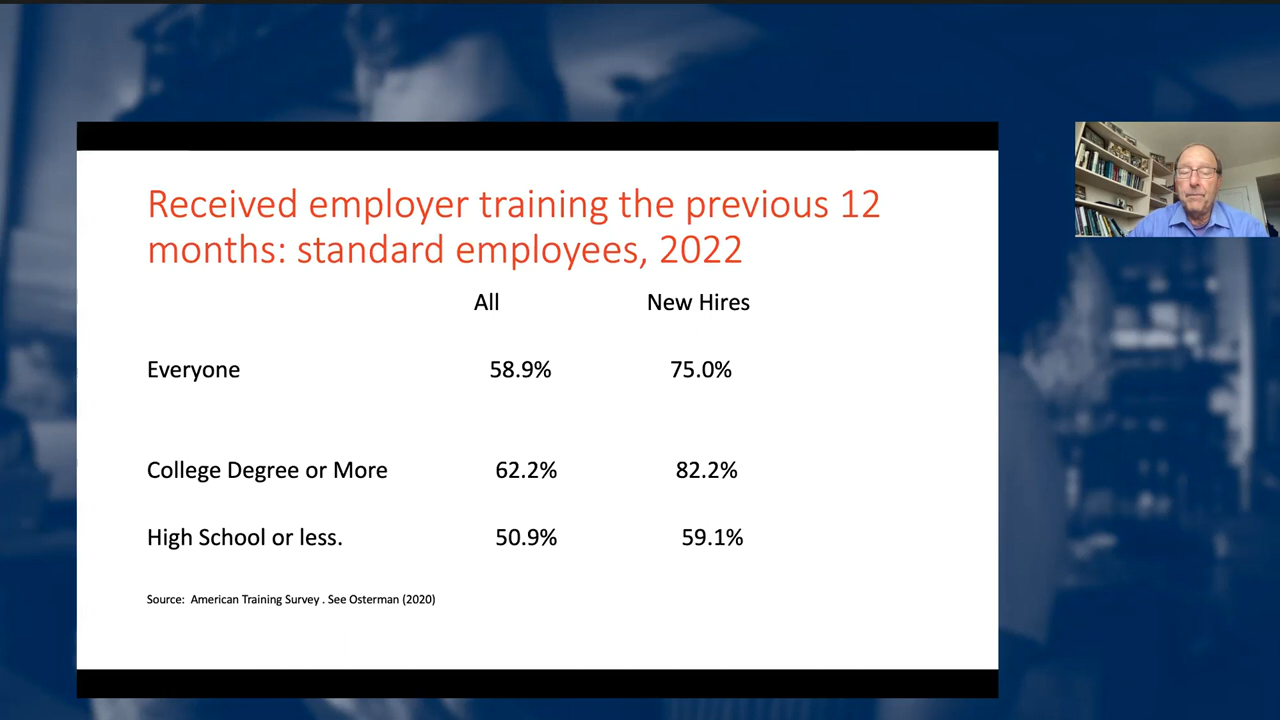 Received employer training the previous 12
months: standard employees, 2022
All New Hires
Everyone 58.9% 75.0%
College Degree or More 62.2% 82.2%
High School or less. 50.9% 59.1%
Source: American Training Survey . See Osterman (2020)